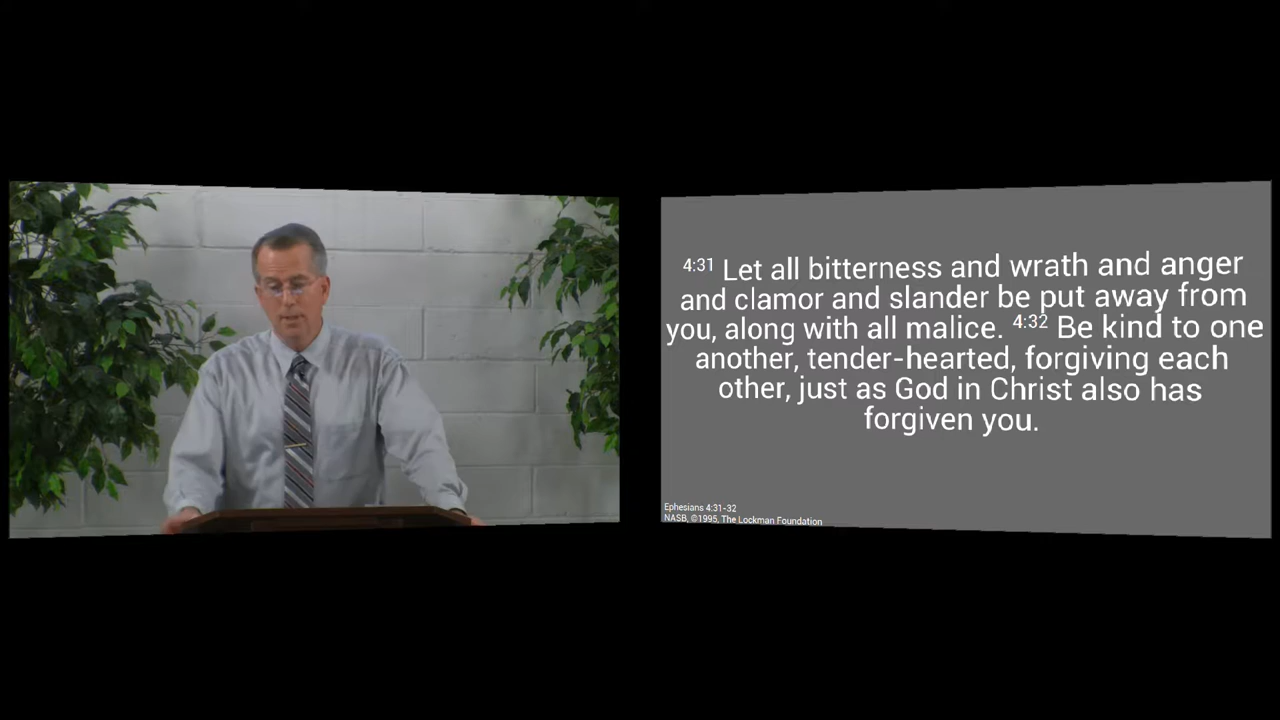 4:31 Let all bitterness and wrath and anger
and clamor and slander be put away from
you, along with all malice. 4:32 Be kind to one
another, tender-hearted, forgiving each
other, just as God in Christ also has
forgiven you.
Ephesians 4:31-32
NASB, ©1995, The Lockman Foundation